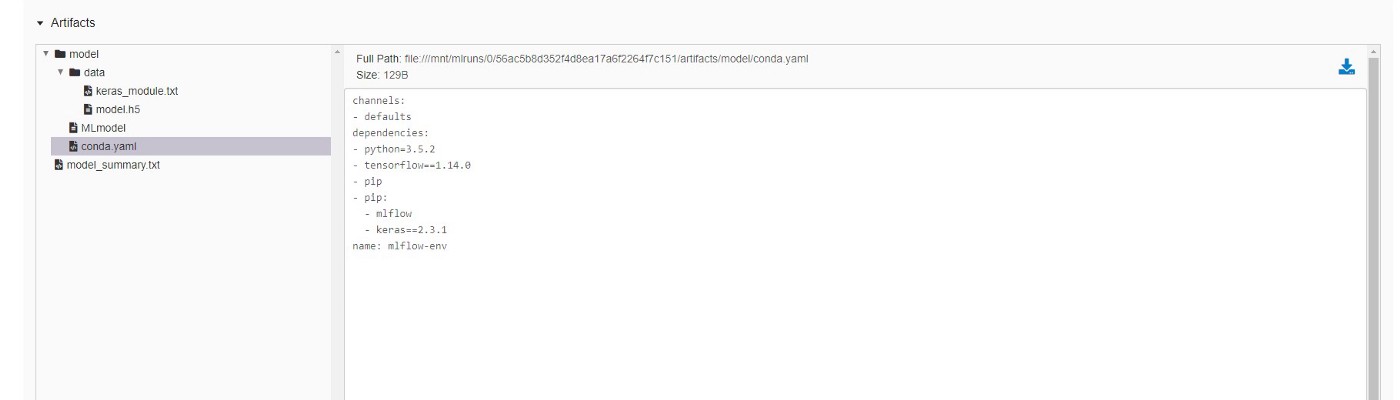 Artifacts
model
data
keras_module.txt
model.h5
MLmodel
conda.yaml
model_summary.txt
Full Path: file:///mnt/mlruns/0/56ac5b8d352f4d8ea17a6f2264f7c151/artifacts/model/conda.yaml
Size: 129B
channels:
- defaults
dependencies:
- python=3.5.2
- tensorflow==1.14.0
- pip
- pip:
  - mlflow
  - keras==2.3.1
name: mlflow-env